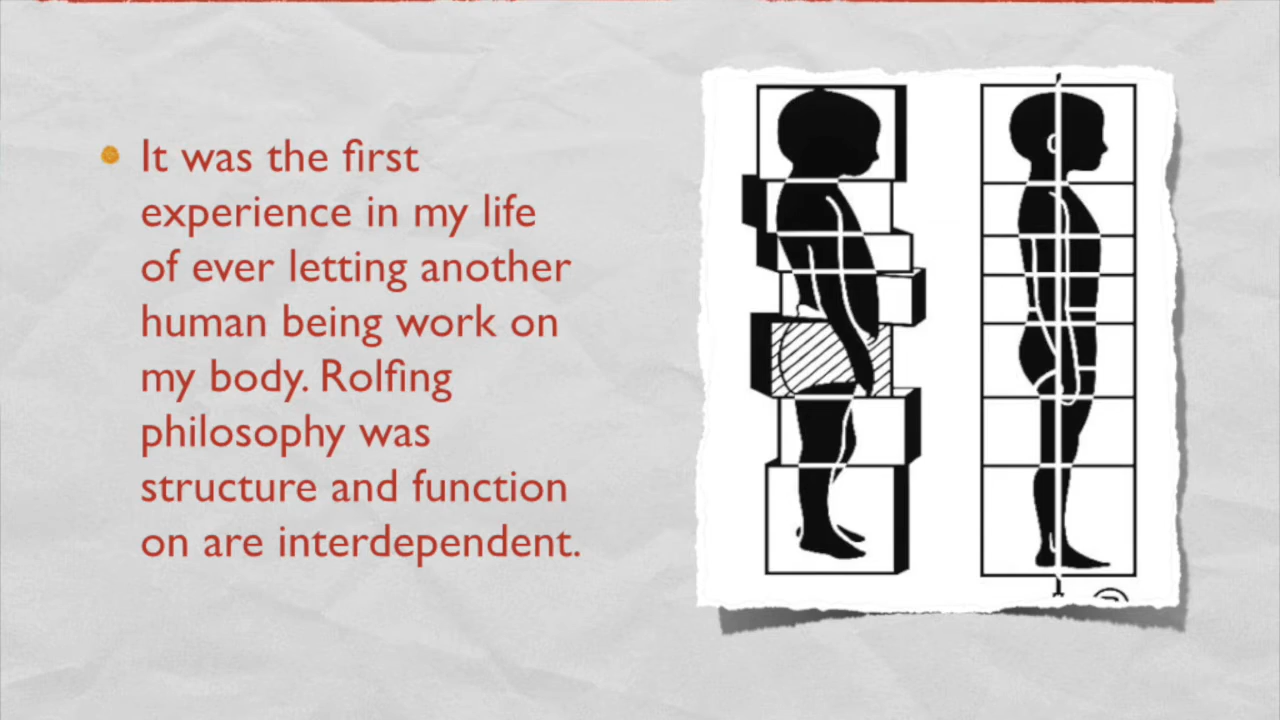 It was the first
experience in my life
of ever letting another
human being work on
my body. Rolfing
philosophy was
structure and function
on are interdependent.